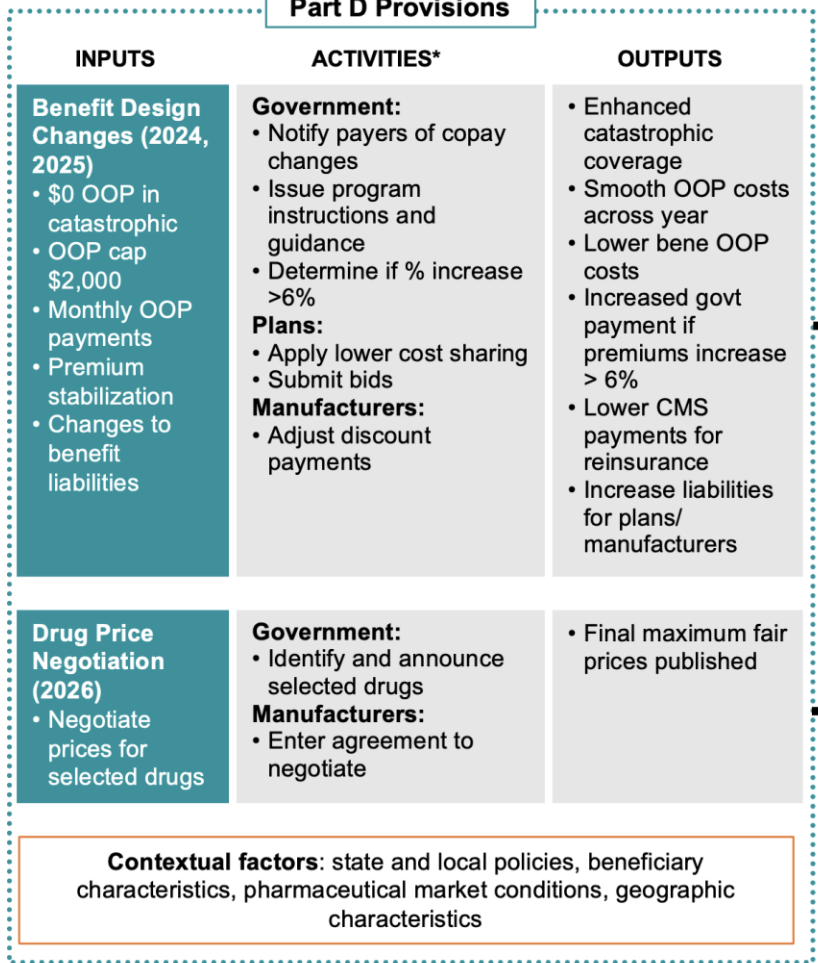 Part D Provisions
INPUTS
ACTIVITIES*
OUTPUTS
Benefit Design
Changes (2024,
2025)
• $0 OOP in
catastrophic
• OOP cap
$2,000
• Monthly OOP
payments
• Premium
stabilization
• Changes to
benefit
liabilities
Government:
• Notify payers of copay
changes
• Issue program
instructions and
guidance
• Determine if % increase
>6%
Plans:
• Apply lower cost sharing
• Submit bids
Manufacturers:
• Adjust discount
payments
• Enhanced
catastrophic
coverage
• Smooth OOP costs
across year
• Lower bene OOP
costs
• Increased govt
payment if
premiums increase
> 6%
• Lower CMS
payments for
reinsurance
• Increase liabilities
for plans/
manufacturers
Drug Price
Negotiation
(2026)
• Negotiate
prices for
selected drugs
Government:
• Identify and announce
selected drugs
Manufacturers:
• Enter agreement to
negotiate
• Final maximum fair
prices published
Contextual factors: state and local policies, beneficiary
characteristics, pharmaceutical market conditions, geographic
characteristics